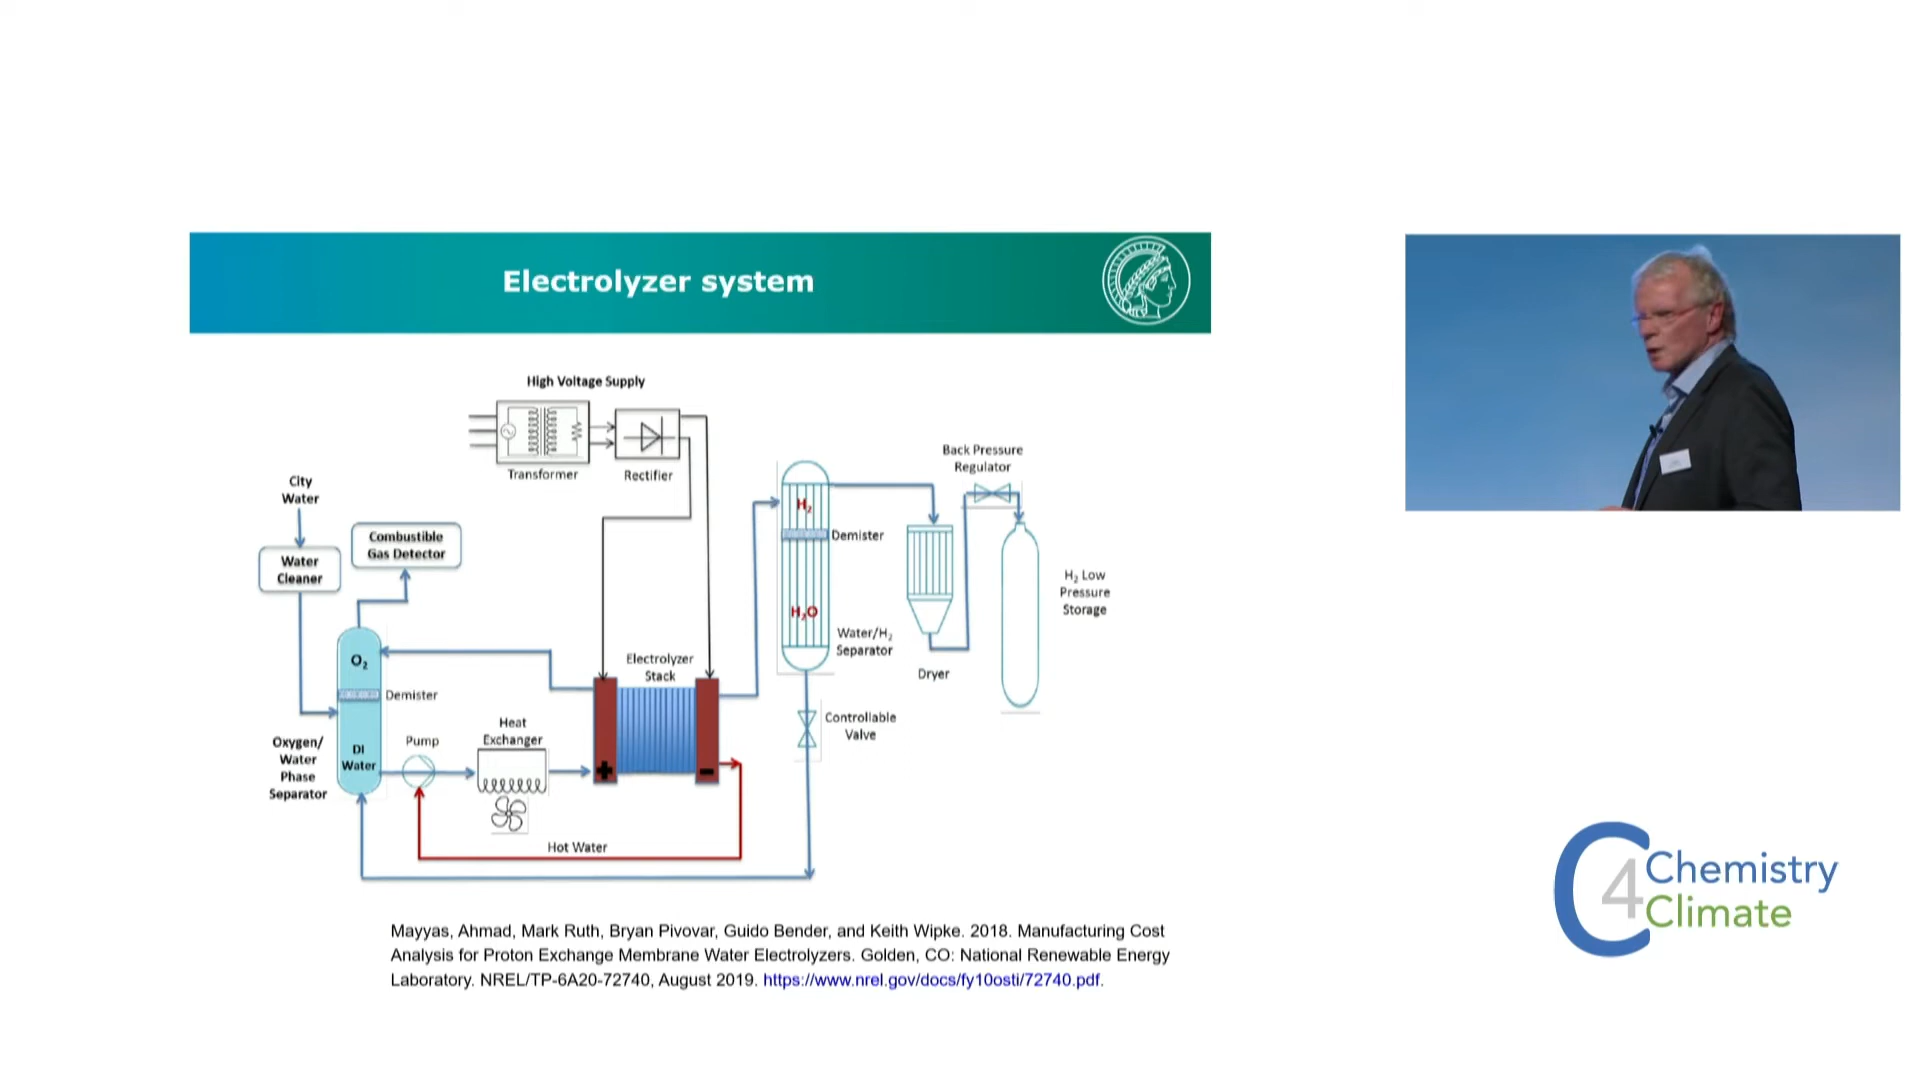 Electrolyzer system
High Voltage Supply
Transformer
Rectifier
City
Water
Water
Cleaner
Combustible
Gas Detector
O₂
Demister
DI
Water
Oxygen/
Water
Phase
Separator
Pump
Heat
Exchanger
Electrolyzer
Stack
+
-
Hot Water
H₂
Demister
H₂O
Water/H₂
Separator
Controllable
Valve
Dryer
Back Pressure
Regulator
H₂ Low
Pressure
Storage
Mayyas, Ahmad, Mark Ruth, Bryan Pivovar, Guido Bender, and Keith Wipke. 2018. Manufacturing Cost
Analysis for Proton Exchange Membrane Water Electrolyzers. Golden, CO: National Renewable Energy
Laboratory. NREL/TP-6A20-72740, August 2019. https://www.nrel.gov/docs/fy10osti/72740.pdf.
C4 Chemistry
Climate